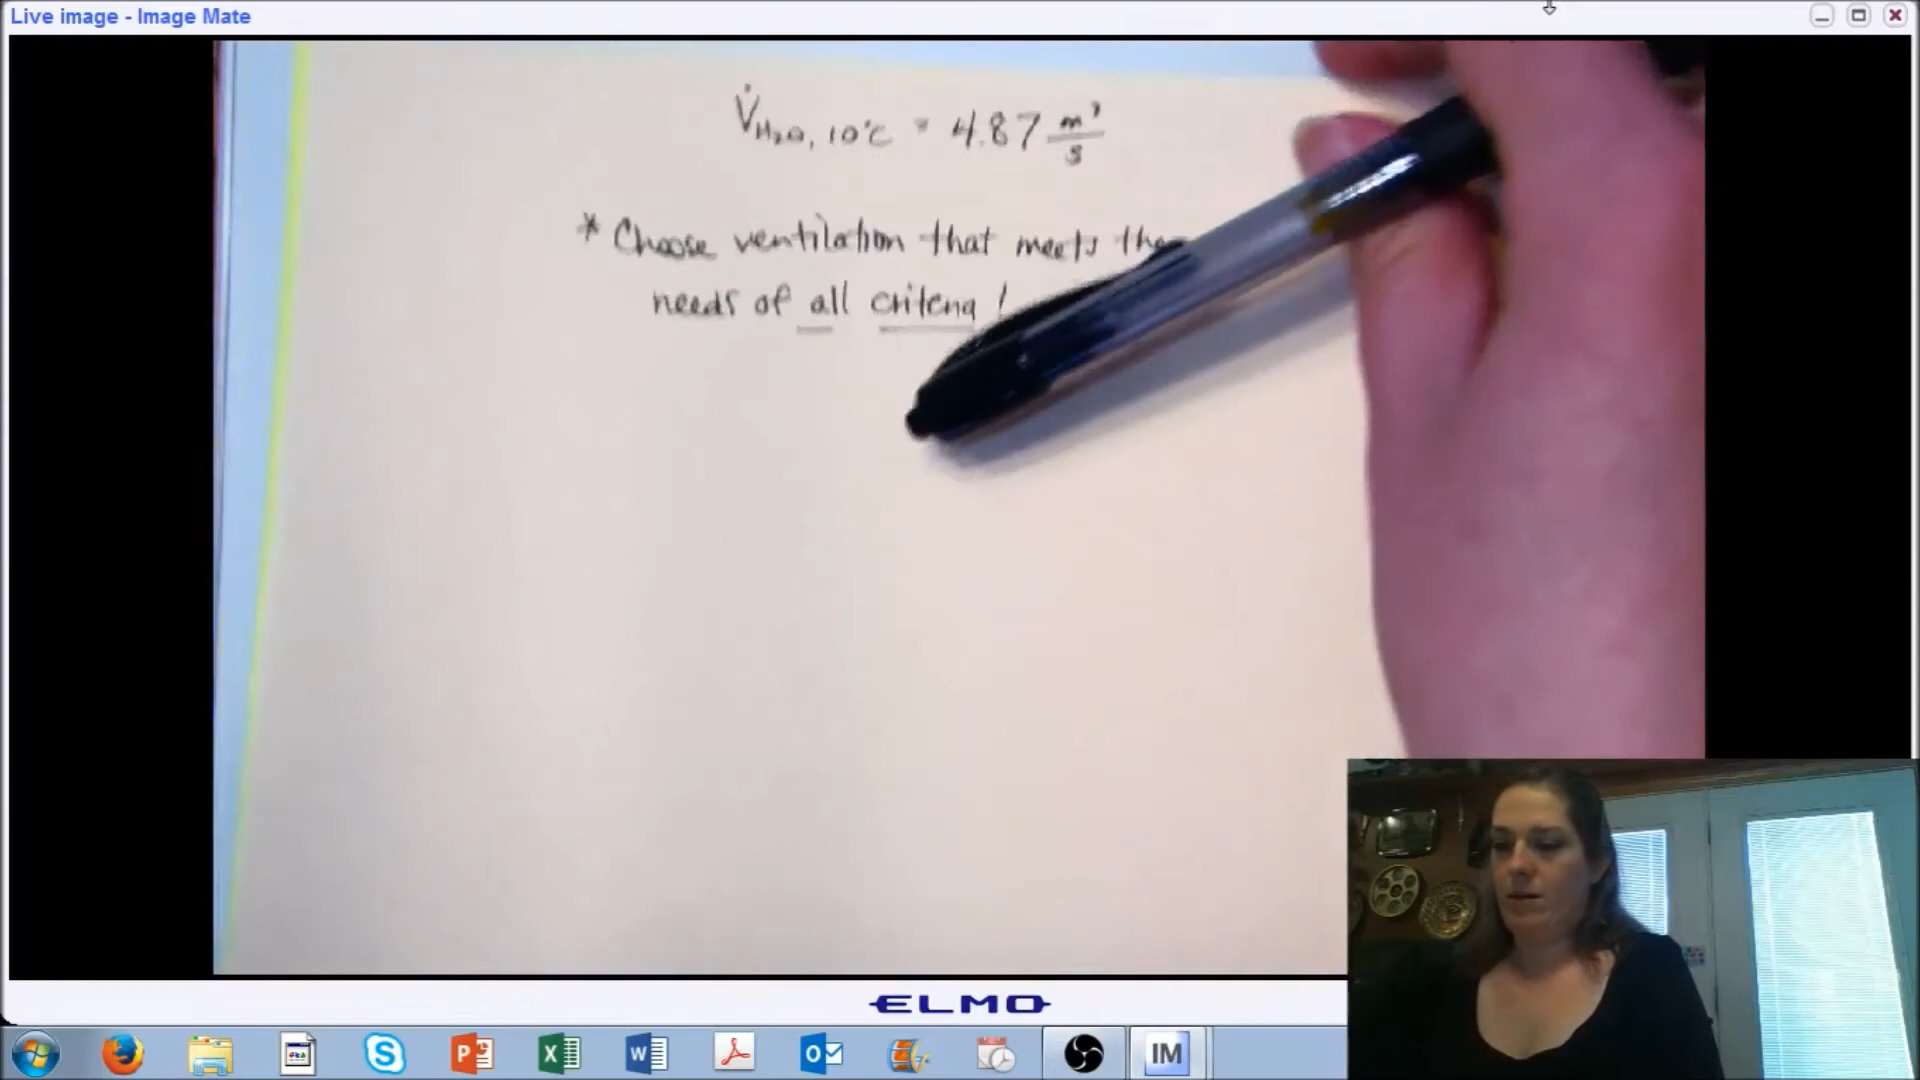 Live image - Image Mate
V̇H₂O, 10°C = 4.87 m³/s
* Choose ventilation that meets the
needs of all criteria!
ELMO
IM